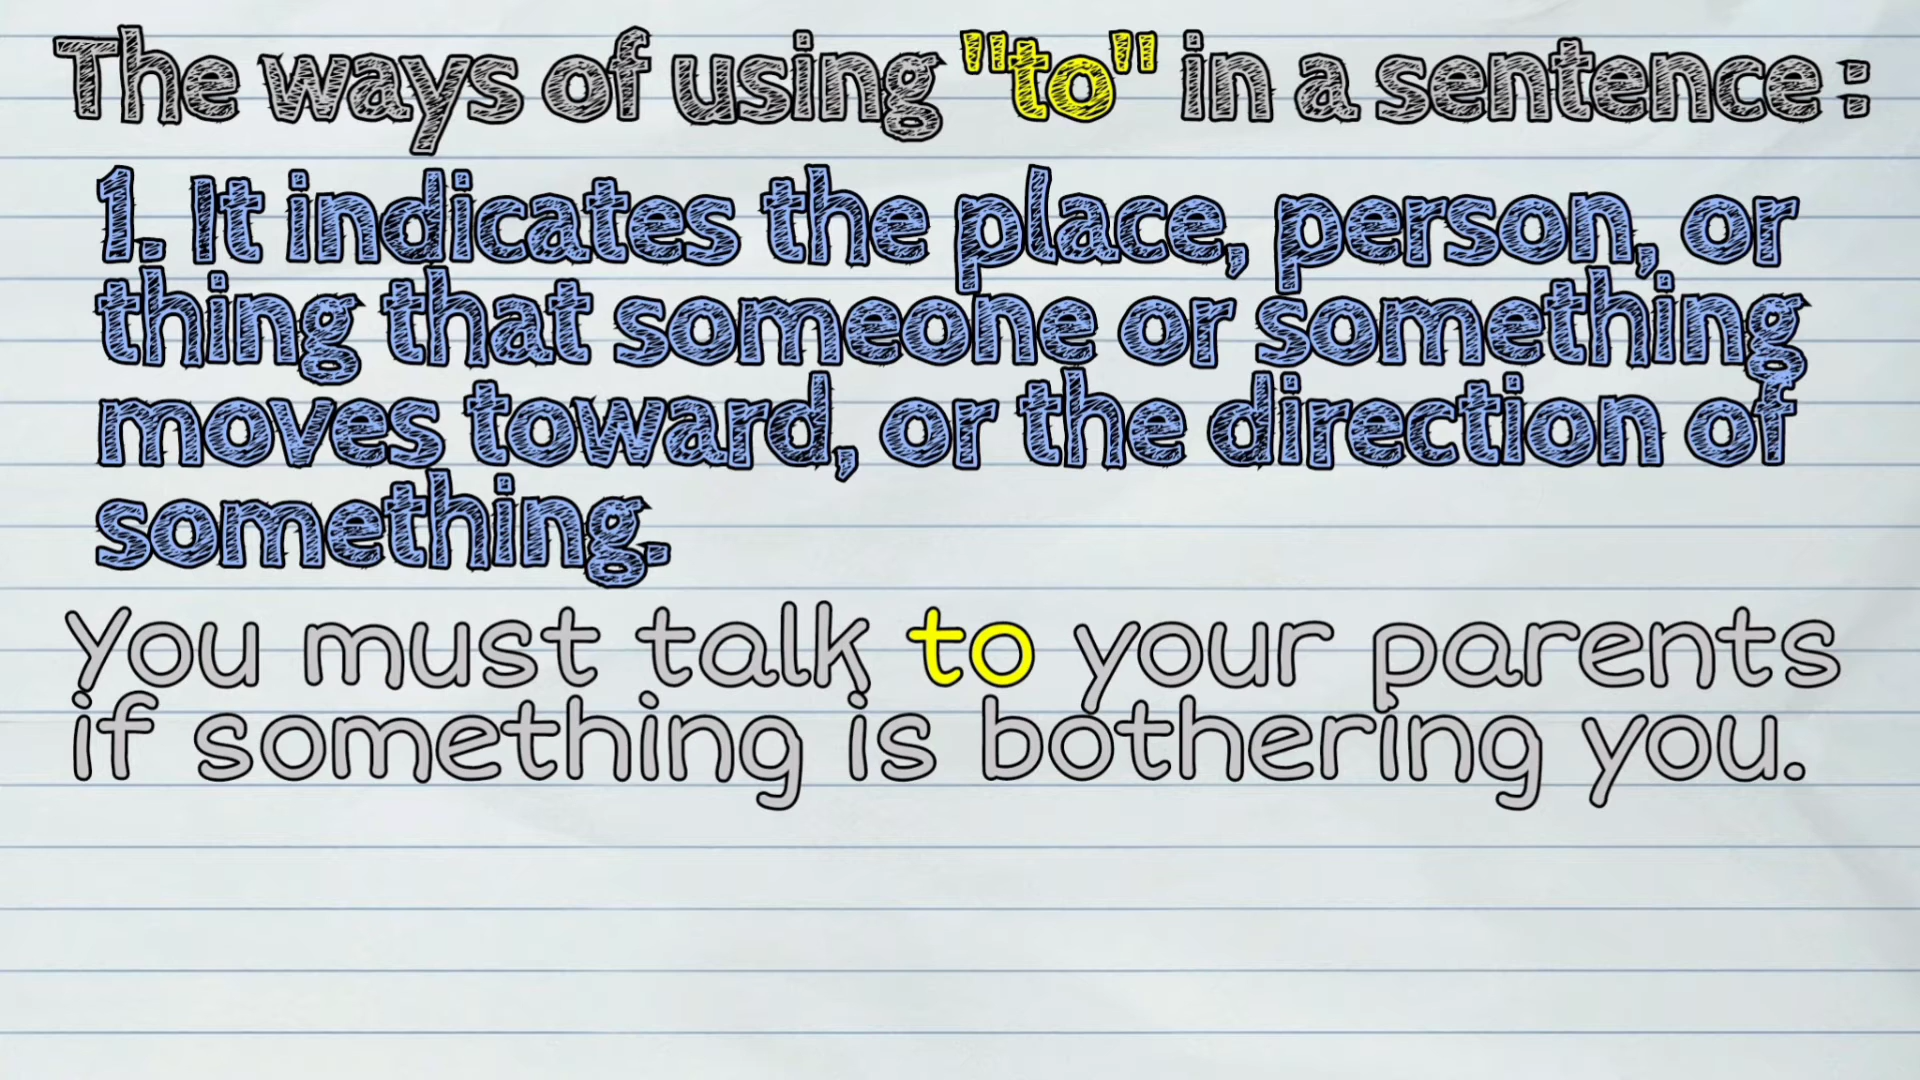 The ways of using "to" in a sentence :
1. It indicates the place, person, or
thing that someone or something
moves toward, or the direction of
something.
You must talk to your parents
if something is bothering you.